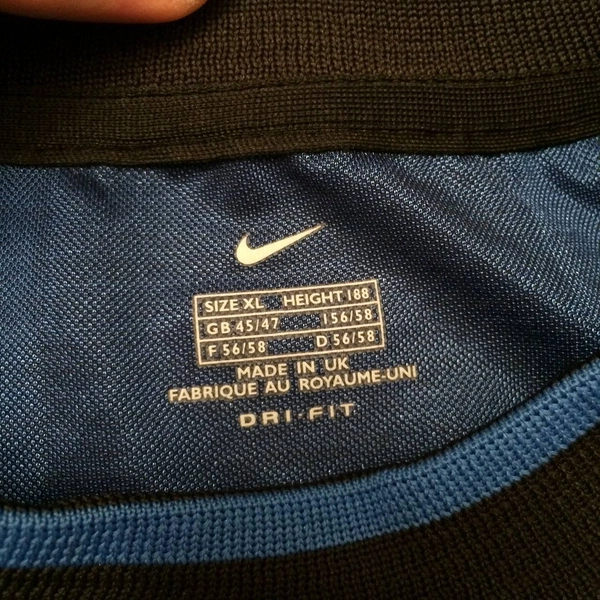 SIZE XL HEIGHT 188
GB 45/47 I 56/58
F 56/58 D 56/58
MADE IN UK
FABRIQUE AU ROYAUME-UNI
DRI-FIT